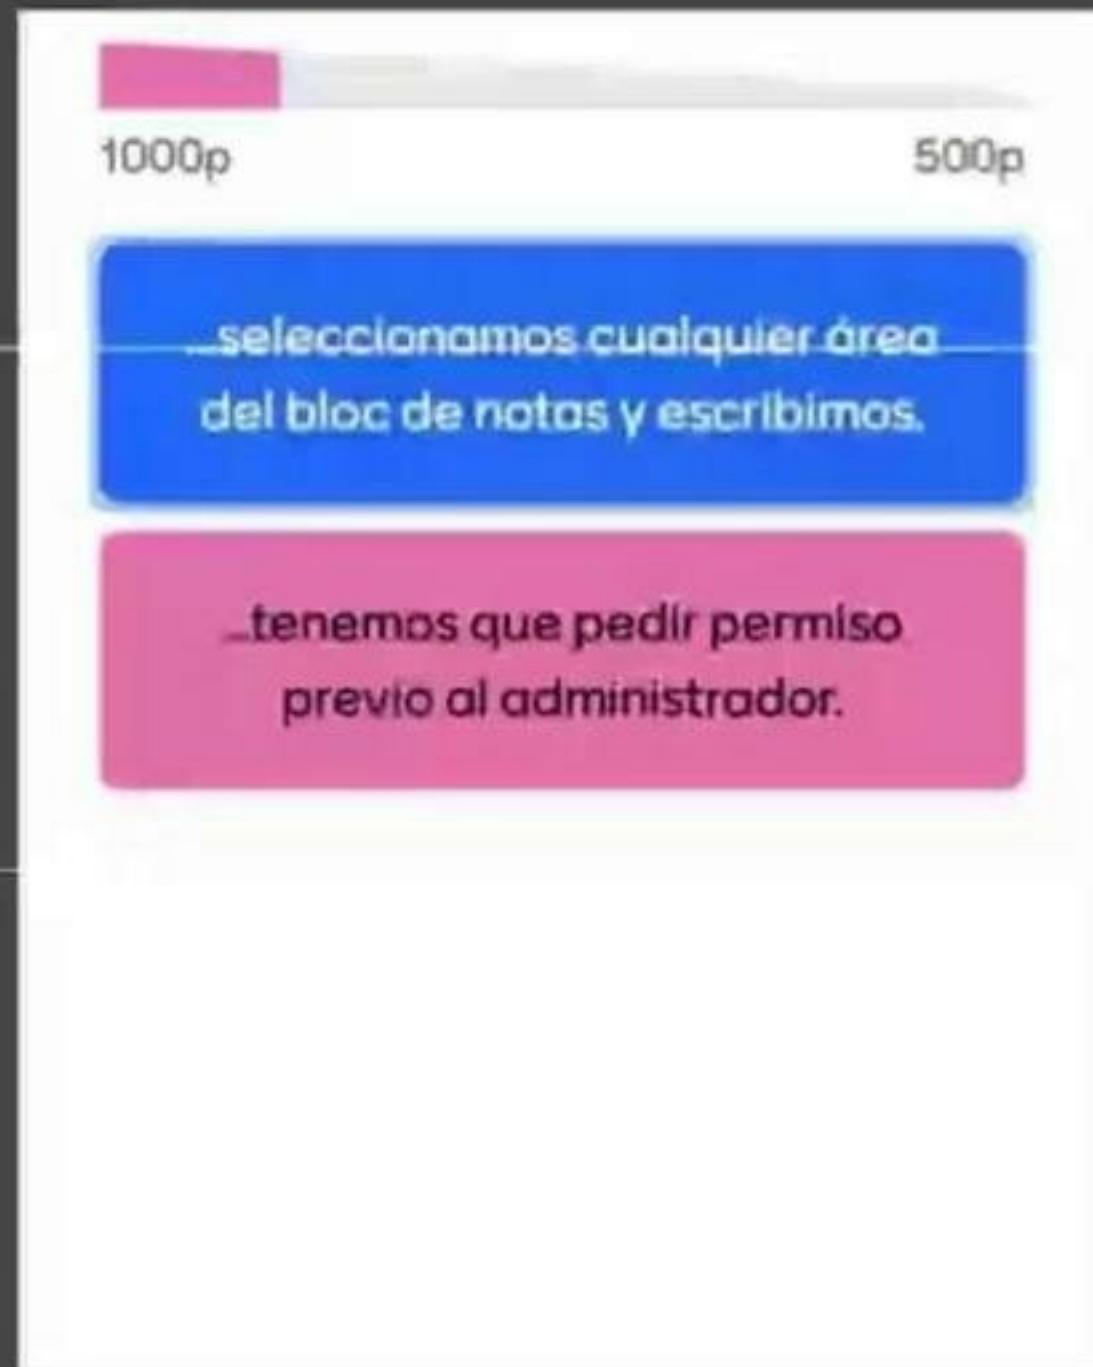 1000p
500p
...seleccionamos cualquier área
del bloc de notas y escribimos.
...tenemos que pedir permiso
previo al administrador.